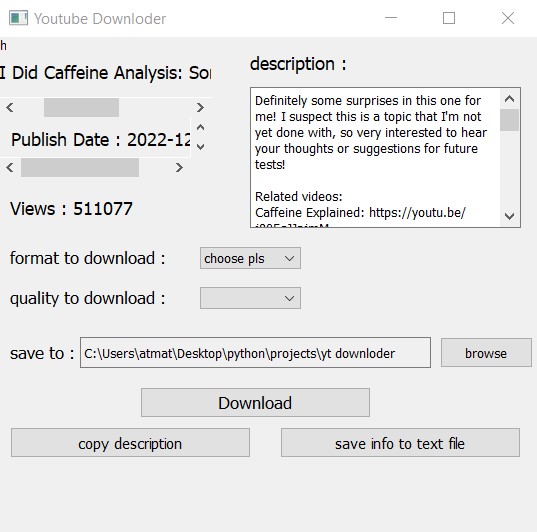 Youtube Downloder
h
I Did Caffeine Analysis: Sor
description :
Definitely some surprises in this one for
me! I suspect this is a topic that I'm not
yet done with, so very interested to hear
your thoughts or suggestions for future
tests!
Related videos:
Caffeine Explained: https://youtu.be/
Publish Date : 2022-12
Views : 511077
format to download :
choose pls
quality to download :
save to :
C:\Users\atmat\Desktop\python\projects\yt downloder
browse
Download
copy description
save info to text file